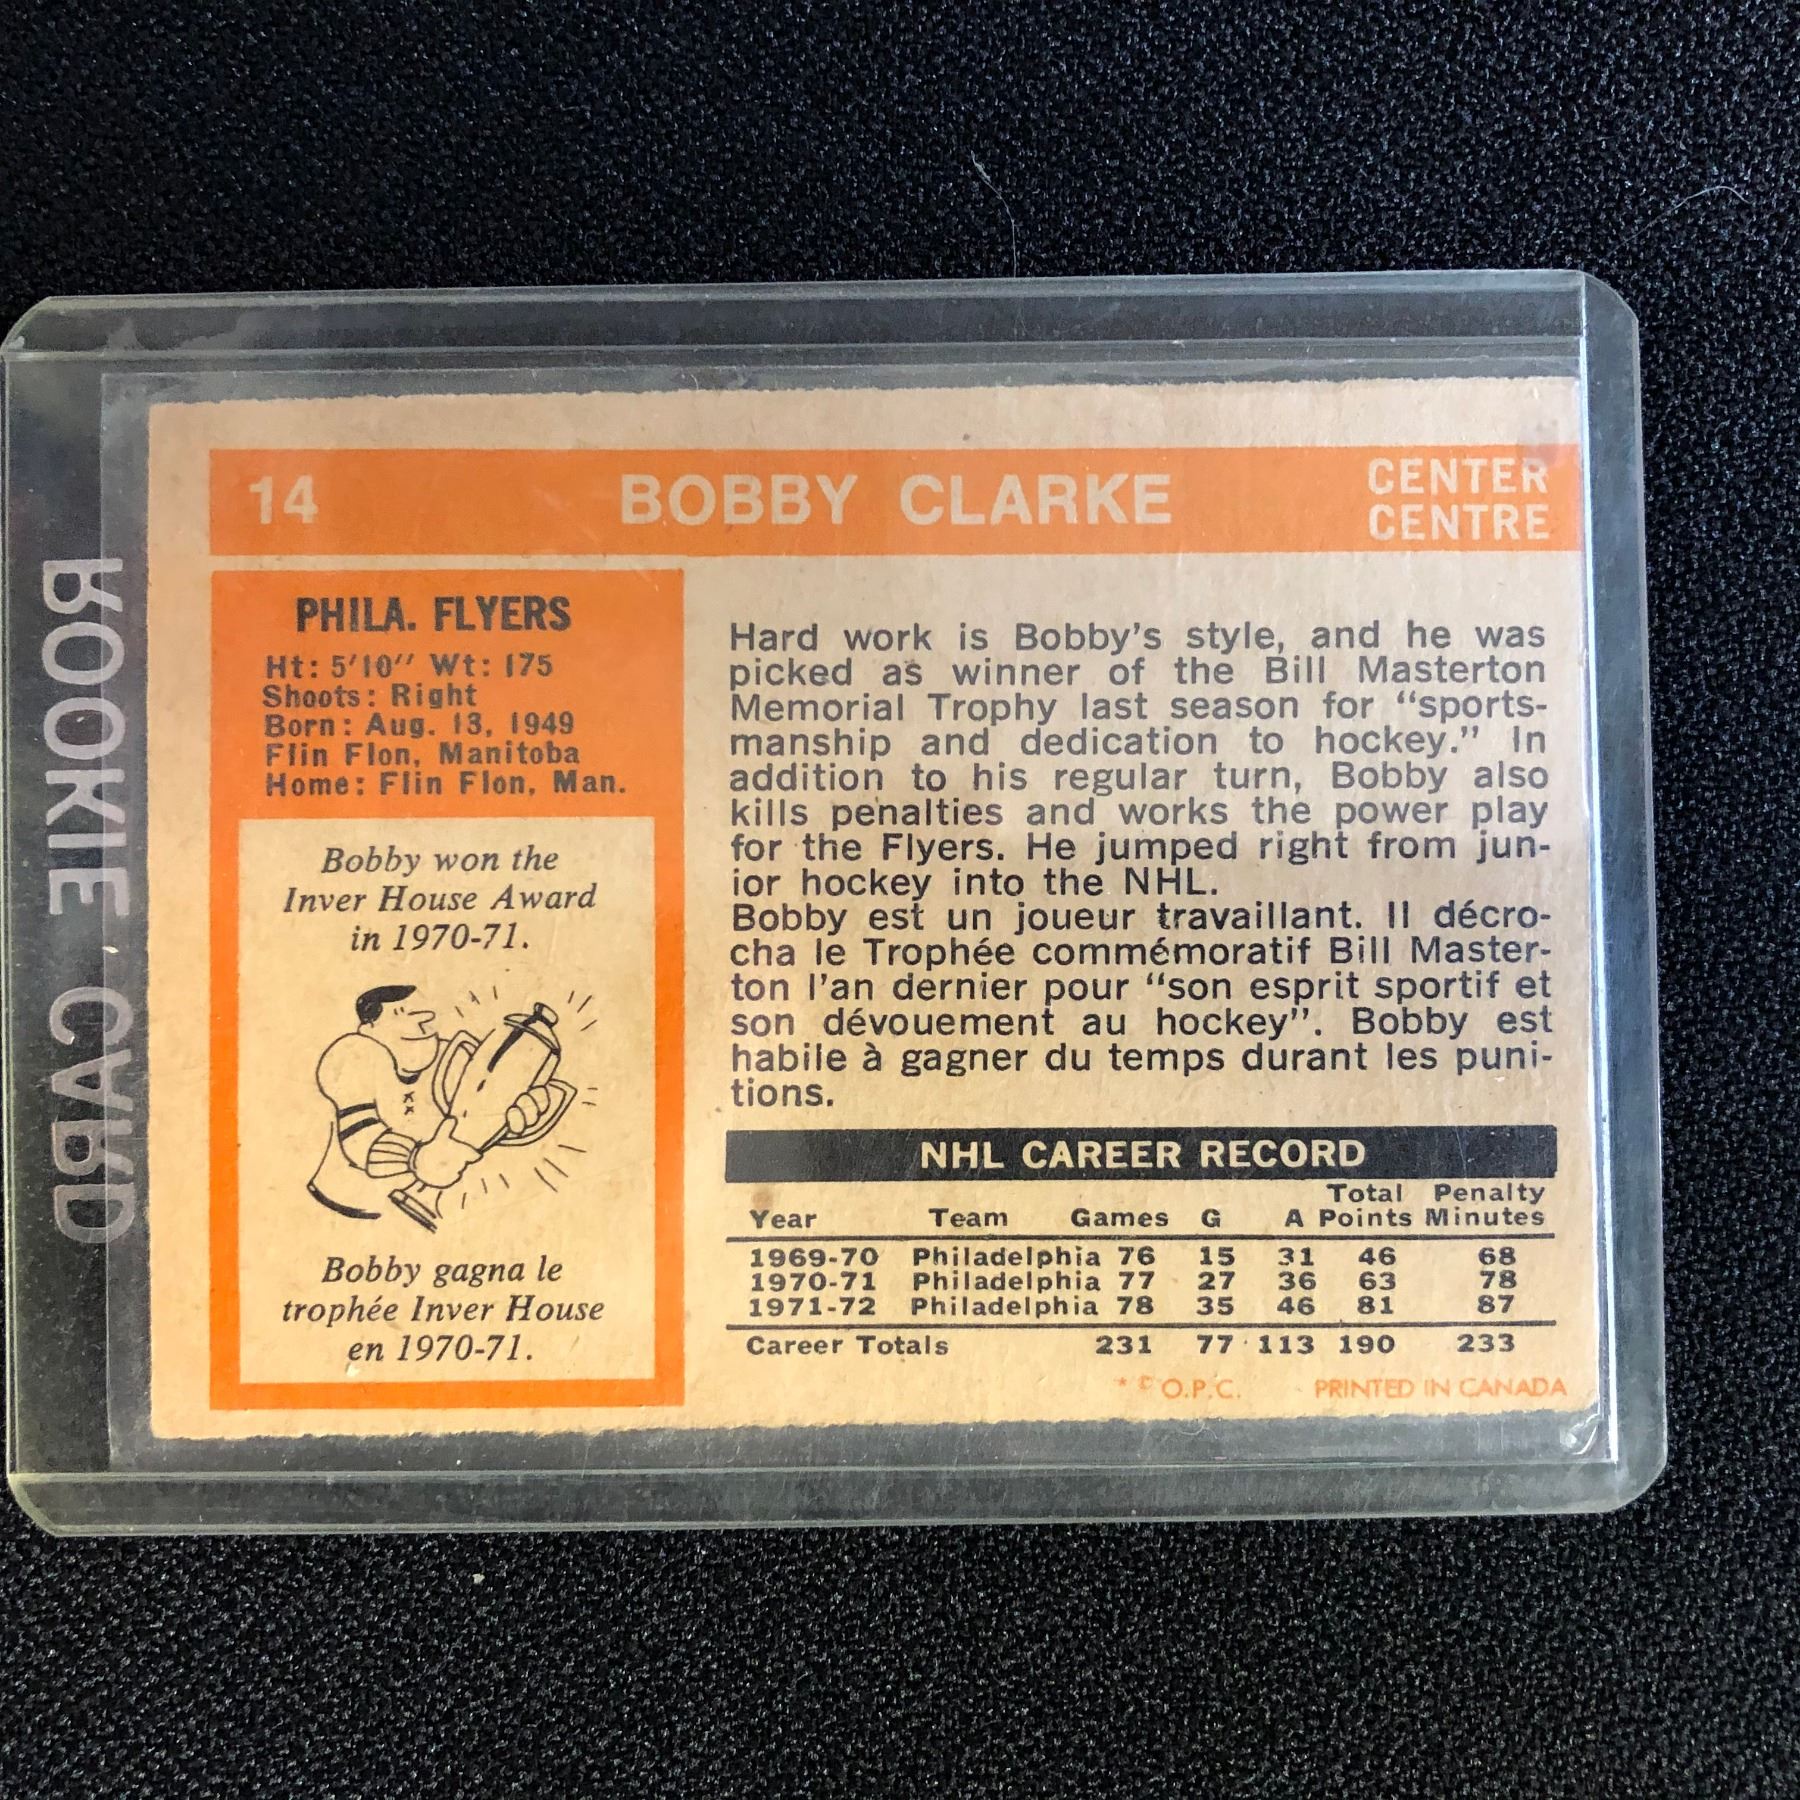 ROOKIE CARD
14 BOBBY CLARKE CENTER
CENTRE
PHILA. FLYERS
Ht: 5'10'' Wt: 175
Shoots: Right
Born: Aug. 13, 1949
Flin Flon, Manitoba
Home: Flin Flon, Man.
Bobby won the
Inver House Award
in 1970-71.
Bobby gagna le
trophée Inver House
en 1970-71.
Hard work is Bobby's style, and he was
picked as winner of the Bill Masterton
Memorial Trophy last season for "sports-
manship and dedication to hockey." In
addition to his regular turn, Bobby also
kills penalties and works the power play
for the Flyers. He jumped right from jun-
ior hockey into the NHL.
Bobby est un joueur travaillant. Il décro-
cha le Trophée commémoratif Bill Master-
ton l'an dernier pour "son esprit sportif et
son dévouement au hockey". Bobby est
habile à gagner du temps durant les puni-
tions.
NHL CAREER RECORD
Total Penalty
Year Team Games G A Points Minutes
1969-70 Philadelphia 76 15 31 46 68
1970-71 Philadelphia 77 27 36 63 78
1971-72 Philadelphia 78 35 46 81 87
Career Totals 231 77 113 190 233
* © O.P.C. PRINTED IN CANADA